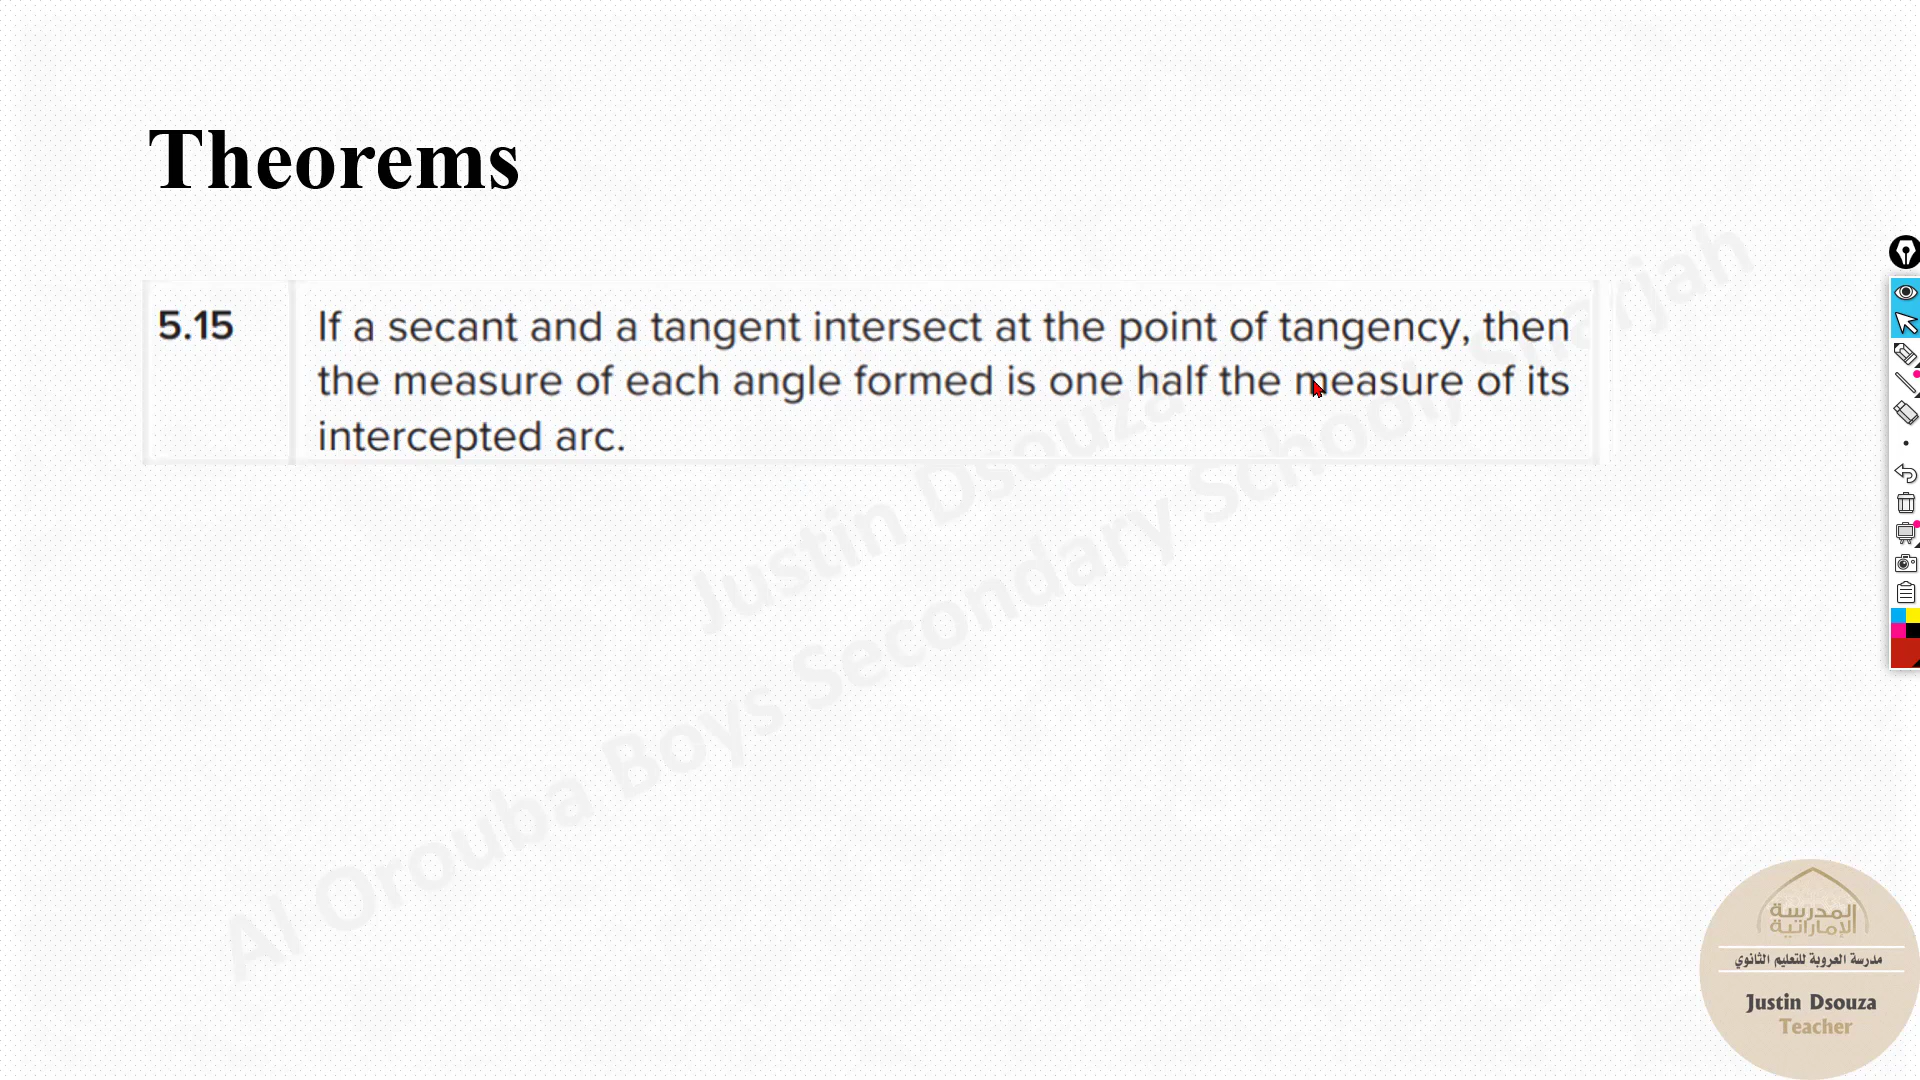 Theorems
5.15
If a secant and a tangent intersect at the point of tangency, then
the measure of each angle formed is one half the measure of its
intercepted arc.
Justin Dsouza
Al Orouba Boys Secondary School, Sharjah
المدرسة
الإماراتية
مدرسة العروبة للتعليم الثانوي
Justin Dsouza
Teacher